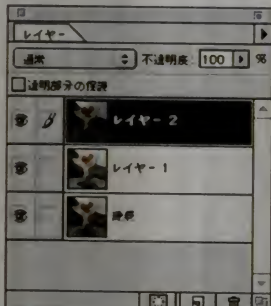 レイヤー
通常 不透明度: 100 %
透明部分の保護
レイヤー 2
レイヤー 1
背景